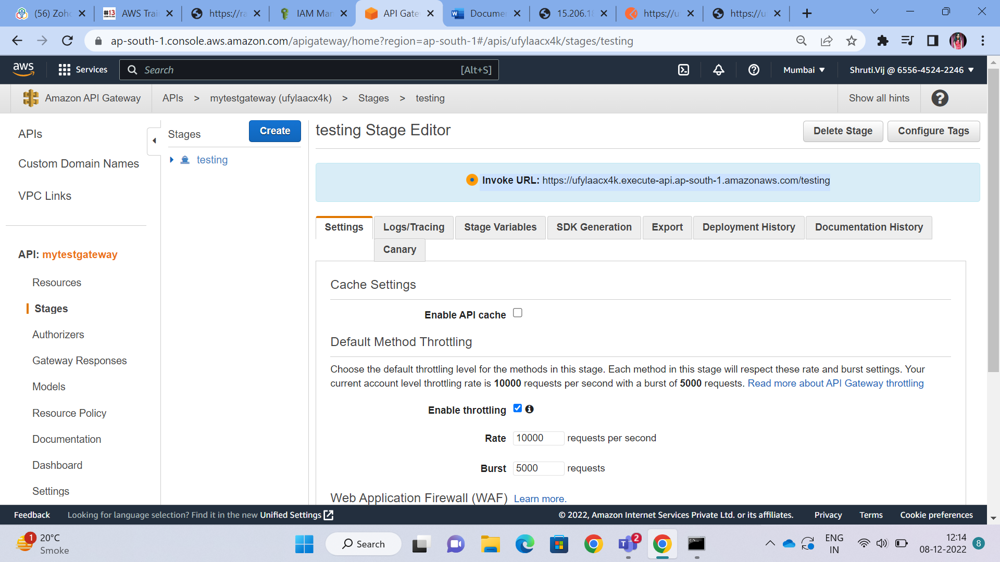 (56) Zoho
AWS Train
https://ra
IAM Man
API Gate
Documen
15.206.18
https://u
https://u
ap-south-1.console.aws.amazon.com/apigateway/home?region=ap-south-1#/apis/ufylaacx4k/stages/testing
aws
Services
Search
[Alt+S]
Mumbai
Shruti.Vij @ 6556-4524-2246
Amazon API Gateway
APIs > mytestgateway (ufylaacx4k) > Stages > testing
Show all hints
APIs
Custom Domain Names
VPC Links
API: mytestgateway
Resources
Stages
Authorizers
Gateway Responses
Models
Resource Policy
Documentation
Dashboard
Settings
Stages
Create
testing
testing Stage Editor
Delete Stage
Configure Tags
Invoke URL: https://ufylaacx4k.execute-api.ap-south-1.amazonaws.com/testing
Settings
Logs/Tracing
Stage Variables
SDK Generation
Export
Deployment History
Documentation History
Canary
Cache Settings
Enable API cache
Default Method Throttling
Choose the default throttling level for the methods in this stage. Each method in this stage will respect these rate and burst settings. Your
current account level throttling rate is 10000 requests per second with a burst of 5000 requests. Read more about API Gateway throttling
Enable throttling
Rate 10000 requests per second
Burst 5000 requests
Web Application Firewall (WAF) Learn more.
Feedback
Looking for language selection? Find it in the new Unified Settings
© 2022, Amazon Internet Services Private Ltd. or its affiliates.
Privacy
Terms
Cookie preferences
1
20°C
Smoke
Search
2
ENG
IN
12:14
08-12-2022
8